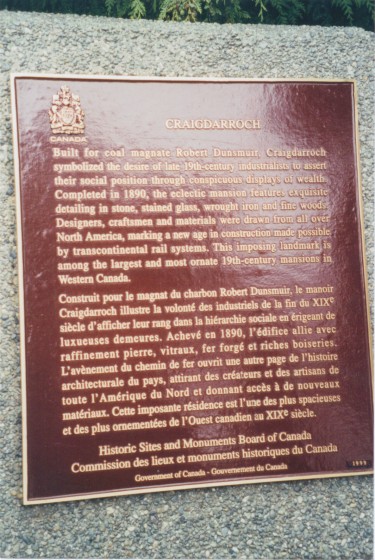 CANADA
CRAIGDARROCH
Built for coal magnate Robert Dunsmuir, Craigdarroch
symbolized the desire of late 19th-century industrialists to assert
their social position through conspicuous displays of wealth.
Completed in 1890, the eclectic mansion features exquisite
detailing in stone, stained glass, wrought iron and fine woods.
Designers, craftsmen and materials were drawn from all over
North America, marking a new age in construction made possible
by transcontinental rail systems. This imposing landmark is
among the largest and most ornate 19th-century mansions in
Western Canada.
Construit pour le magnat du charbon Robert Dunsmuir, le manoir
Craigdarroch illustre la volonté des industriels de la fin du XIXe
siècle d'afficher leur rang dans la hiérarchie sociale en érigeant de
luxueuses demeures. Achevé en 1890, l'édifice allie avec
raffinement pierre, vitraux, fer forgé et riches boiseries.
L'avènement du chemin de fer ouvrit une autre page de l'histoire
architecturale du pays, attirant des créateurs et des artisans de
toute l'Amérique du Nord et donnant accès à de nouveaux
matériaux. Cette imposante résidence est l'une des plus spacieuses
et des plus ornementées de l'Ouest canadien au XIXe siècle.
Historic Sites and Monuments Board of Canada
Commission des lieux et monuments historiques du Canada
Government of Canada - Gouvernement du Canada